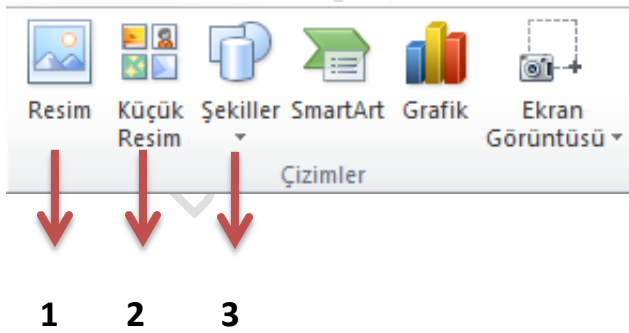 Resim Küçük Şekiller SmartArt Grafik Ekran
Resim Görüntüsü
Çizimler
1 2 3